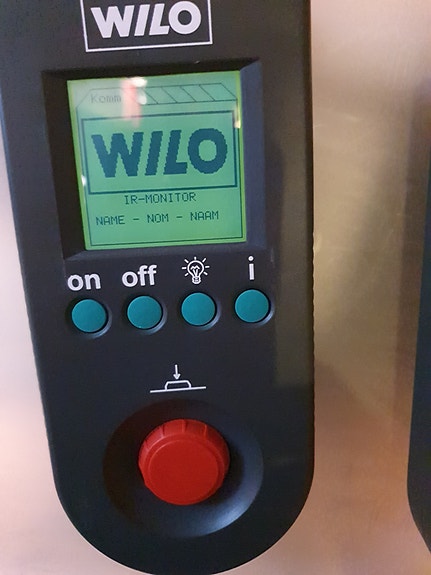 WILO
Komm
WILO
IR-MONITOR
NAME - NOM - NAAM
on off i